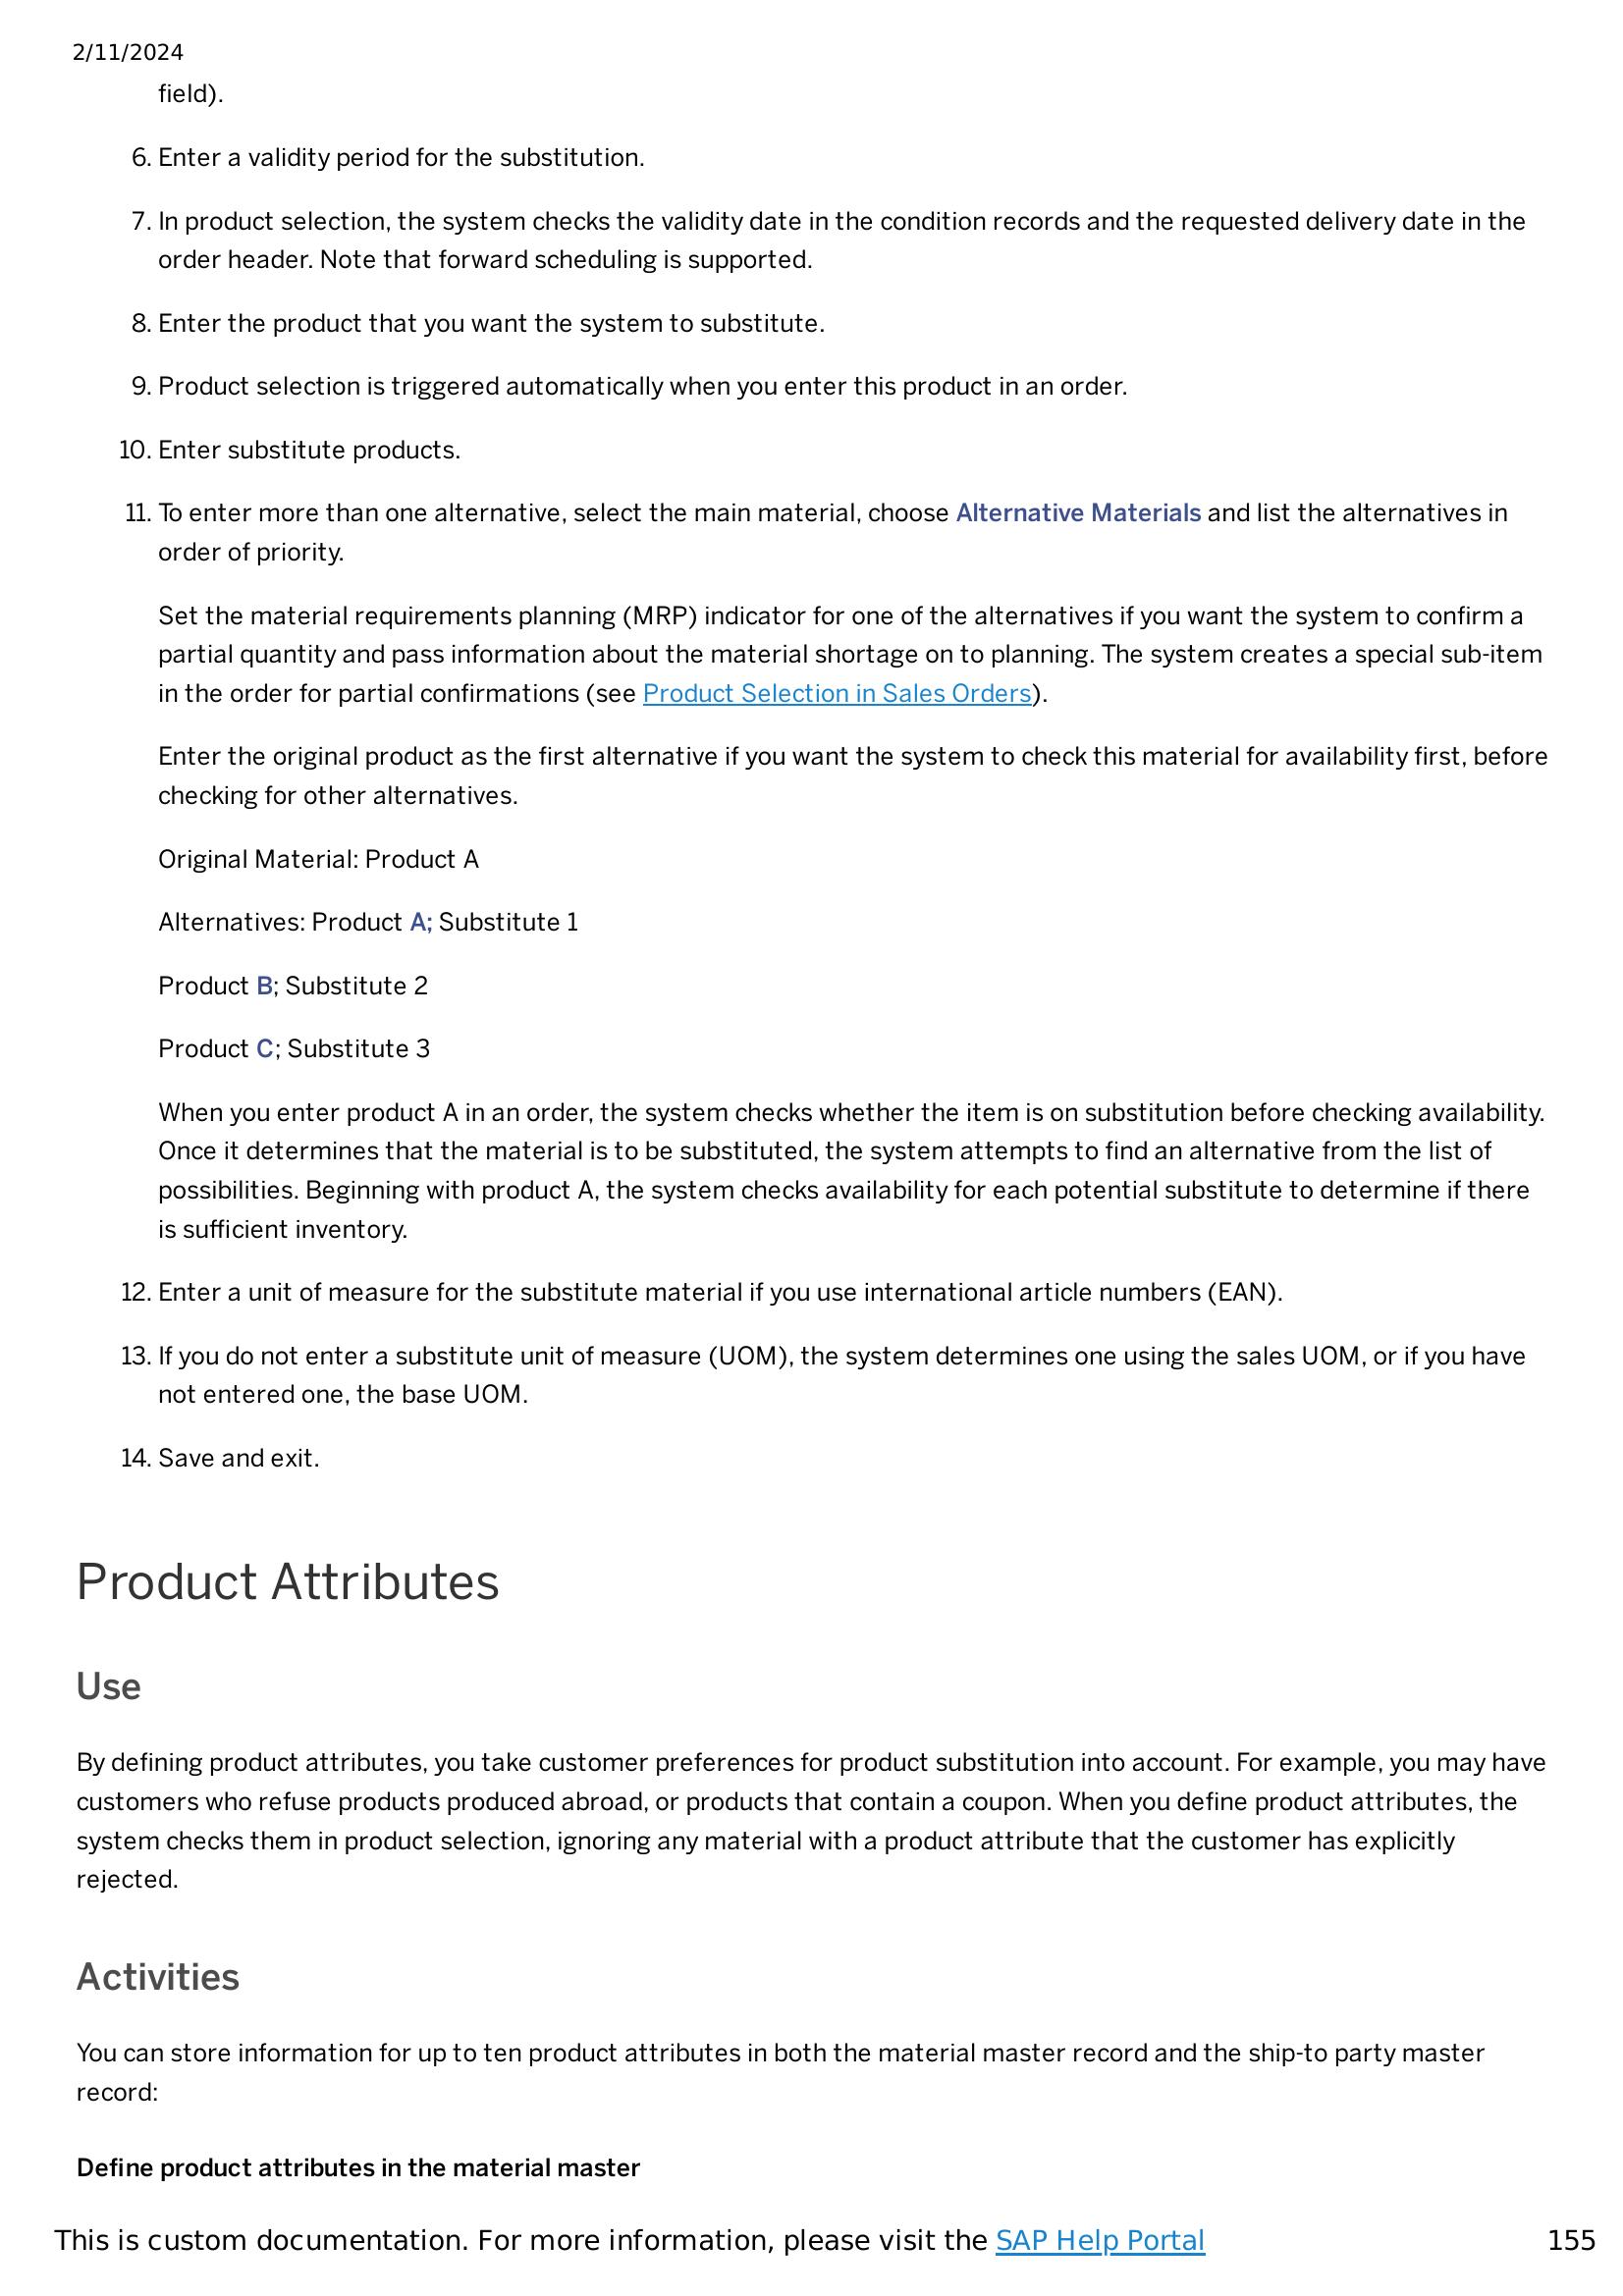 2/11/2024
field).
6. Enter a validity period for the substitution.
7. In product selection, the system checks the validity date in the condition records and the requested delivery date in the
order header. Note that forward scheduling is supported.
8. Enter the product that you want the system to substitute.
9. Product selection is triggered automatically when you enter this product in an order.
10. Enter substitute products.
11. To enter more than one alternative, select the main material, choose Alternative Materials and list the alternatives in
order of priority.
Set the material requirements planning (MRP) indicator for one of the alternatives if you want the system to confirm a
partial quantity and pass information about the material shortage on to planning. The system creates a special sub-item
in the order for partial confirmations (see Product Selection in Sales Orders).
Enter the original product as the first alternative if you want the system to check this material for availability first, before
checking for other alternatives.
Original Material: Product A
Alternatives: Product A; Substitute 1
Product B; Substitute 2
Product C; Substitute 3
When you enter product A in an order, the system checks whether the item is on substitution before checking availability.
Once it determines that the material is to be substituted, the system attempts to find an alternative from the list of
possibilities. Beginning with product A, the system checks availability for each potential substitute to determine if there
is sufficient inventory.
12. Enter a unit of measure for the substitute material if you use international article numbers (EAN).
13. If you do not enter a substitute unit of measure (UOM), the system determines one using the sales UOM, or if you have
not entered one, the base UOM.
14. Save and exit.
Product Attributes
Use
By defining product attributes, you take customer preferences for product substitution into account. For example, you may have
customers who refuse products produced abroad, or products that contain a coupon. When you define product attributes, the
system checks them in product selection, ignoring any material with a product attribute that the customer has explicitly
rejected.
Activities
You can store information for up to ten product attributes in both the material master record and the ship-to party master
record:
Define product attributes in the material master
This is custom documentation. For more information, please visit the SAP Help Portal 155